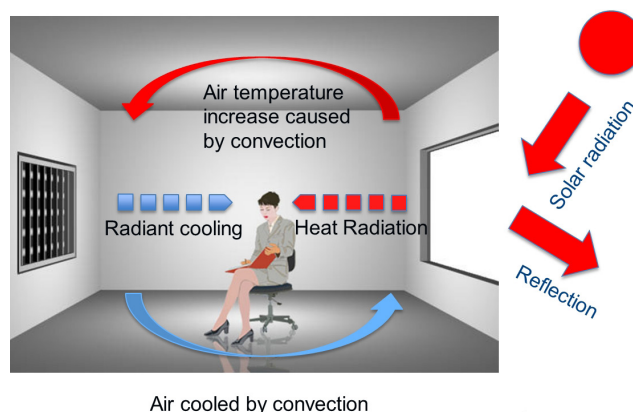 Air temperature
increase caused
by convection
Solar radiation
Radiant cooling
Heat Radiation
Reflection
Air cooled by convection